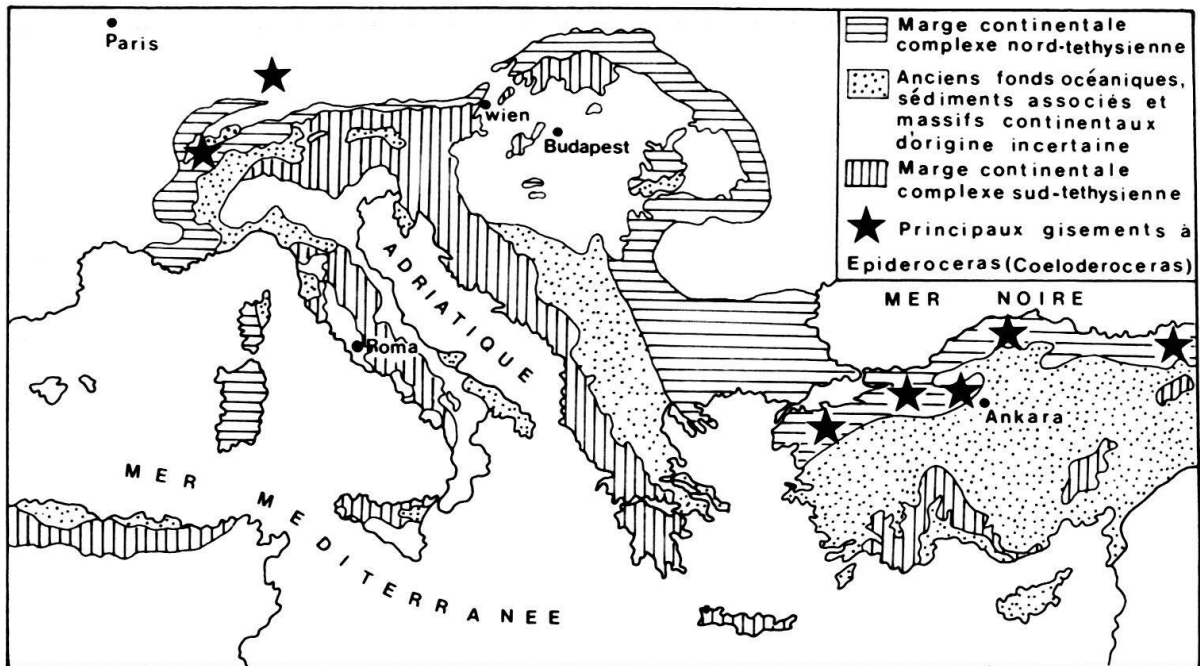 Paris
wien
Budapest
ADRIATIQUE
Roma
MER MEDITERRANEE
Marge continentale
complexe nord-tethysienne
Anciens fonds océaniques,
sédiments associés et
massifs continentaux
d'origine incertaine
Marge continentale
complexe sud-tethysienne
Principaux gisements à
Epideroceras (Coeloderoceras)
MER NOIRE
Ankara